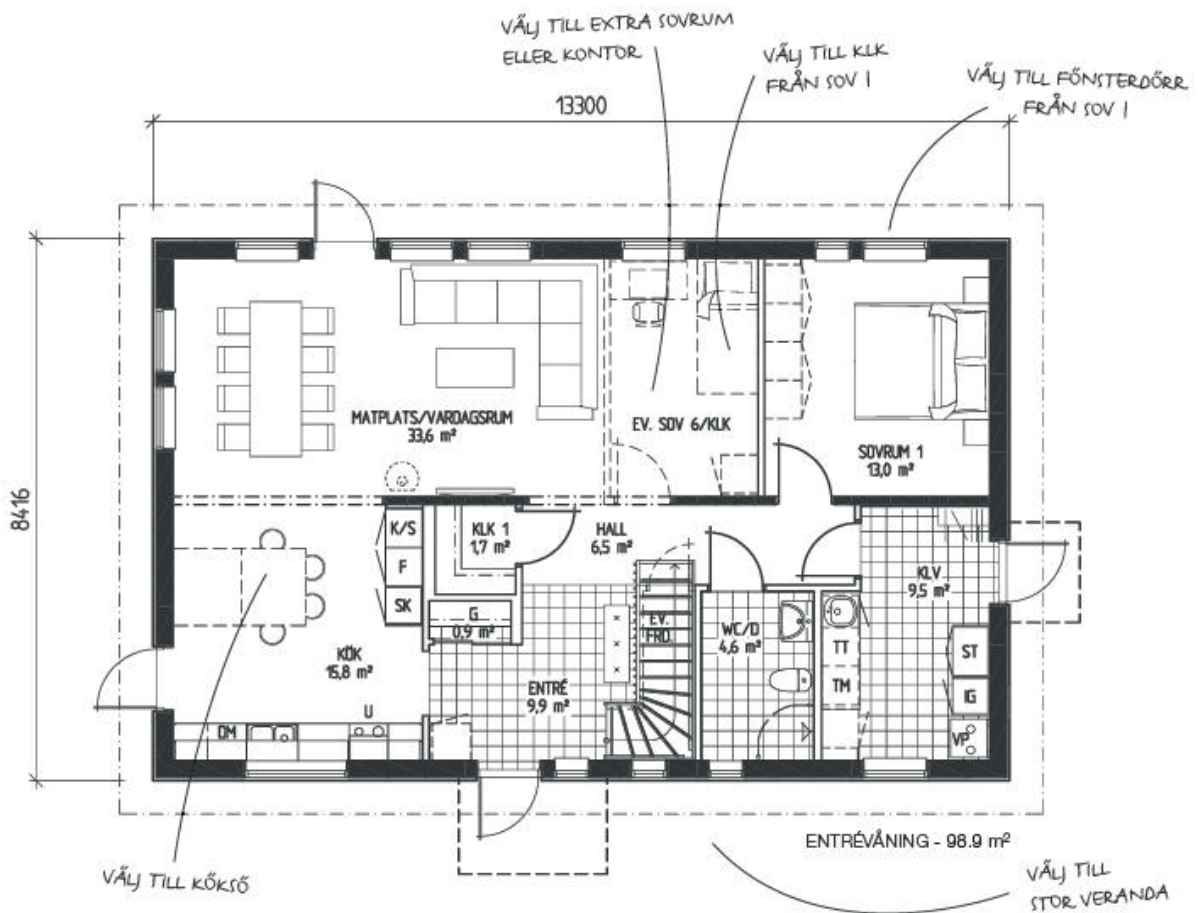 VÄLJ TILL EXTRA SOVRUM
ELLER KONTOR
VÄLJ TILL KLK
FRÅN SOV 1
VÄLJ TILL FÖNSTERDÖRR
FRÅN SOV 1
13300
8416
MATPLATS/VARDAGSRUM
33,6 m²
EV. SOV 6/KLK
SOVRUM 1
13,0 m²
K/S
F
SK
KLK 1
1,7 m²
HALL
6,5 m²
KLV
9,5 m²
G
0,9 m²
EV.
FRD.
WC/D
4,6 m²
TT
TM
ST
IG
VP
KÖK
15,8 m²
ENTRÉ
9,9 m²
U
DM
ENTRÉVÅNING - 98.9 m²
VÄLJ TILL KÖKSÖ
VÄLJ TILL
STOR VERANDA